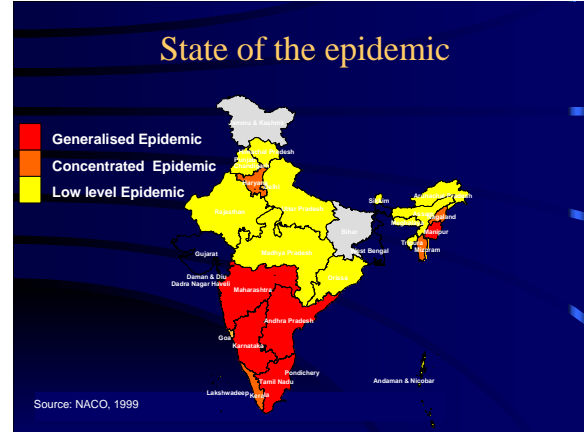 State of the epidemic
Generalised Epidemic
Concentrated Epidemic
Low level Epidemic
Jammu & Kashmir
Pradesh
Rajasthan
Uttar Pradesh
Sikkim
Bihar
Nagaland
Manipur
Mizoram
Tripura
West Bengal
Gujarat
Madhya Pradesh
Orissa
Daman & Diu
Dadra Nagar Haveli
Maharashtra
Andhra Pradesh
Goa
Karnataka
Pondichery
Tamil Nadu
Andaman & Nicobar
Lakshwadeep
Kerala
Source: NACO, 1999